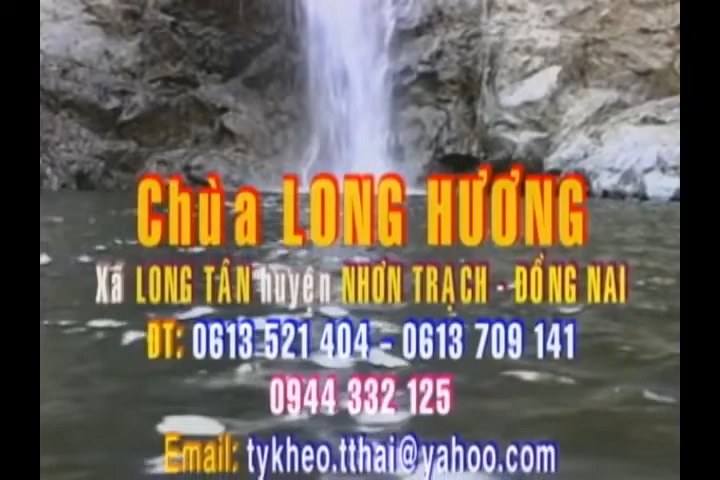 Chùa LONG HƯƠNG
Xã LONG TÂN huyện NHƠN TRẠCH - ĐỒNG NAI
ĐT: 0613 521 404 - 0613 709 141
0944 332 125
Email: tykheo.tthai@yahoo.com